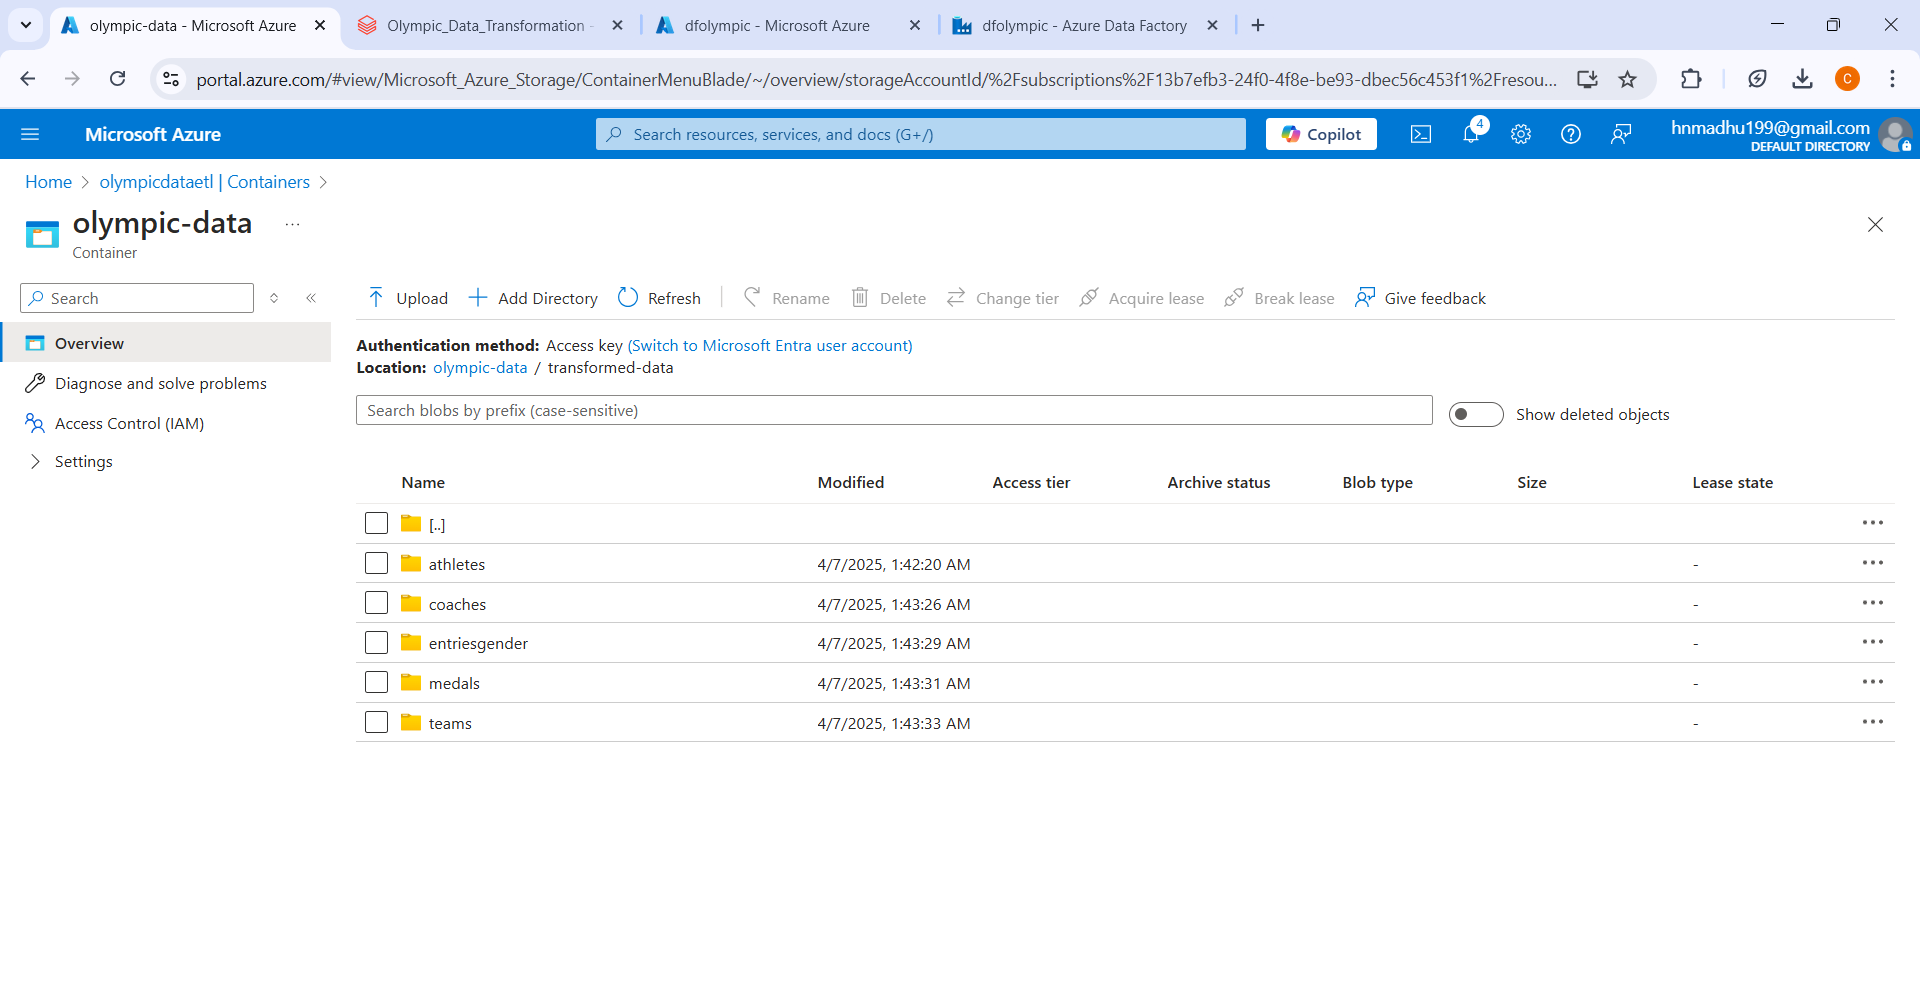 olympic-data - Microsoft Azure
Olympic_Data_Transformation -
dfolympic - Microsoft Azure
dfolympic - Azure Data Factory
portal.azure.com/#view/Microsoft_Azure_Storage/ContainerMenuBlade/~/overview/storageAccountId/%2Fsubscriptions%2F13b7efb3-24f0-4f8e-be93-dbec56c453f1%2Fresou...
C
Microsoft Azure
Search resources, services, and docs (G+/)
Copilot
4
hnmadhu199@gmail.com
DEFAULT DIRECTORY
Home > olympicdataetl | Containers >
olympic-data ...
Container
Search
Overview
Diagnose and solve problems
Access Control (IAM)
Settings
Upload Add Directory Refresh Rename Delete Change tier Acquire lease Break lease Give feedback
Authentication method: Access key (Switch to Microsoft Entra user account)
Location: olympic-data / transformed-data
Search blobs by prefix (case-sensitive)
Show deleted objects
Name Modified Access tier Archive status Blob type Size Lease state
[..]
athletes 4/7/2025, 1:42:20 AM -
coaches 4/7/2025, 1:43:26 AM -
entriesgender 4/7/2025, 1:43:29 AM -
medals 4/7/2025, 1:43:31 AM -
teams 4/7/2025, 1:43:33 AM -